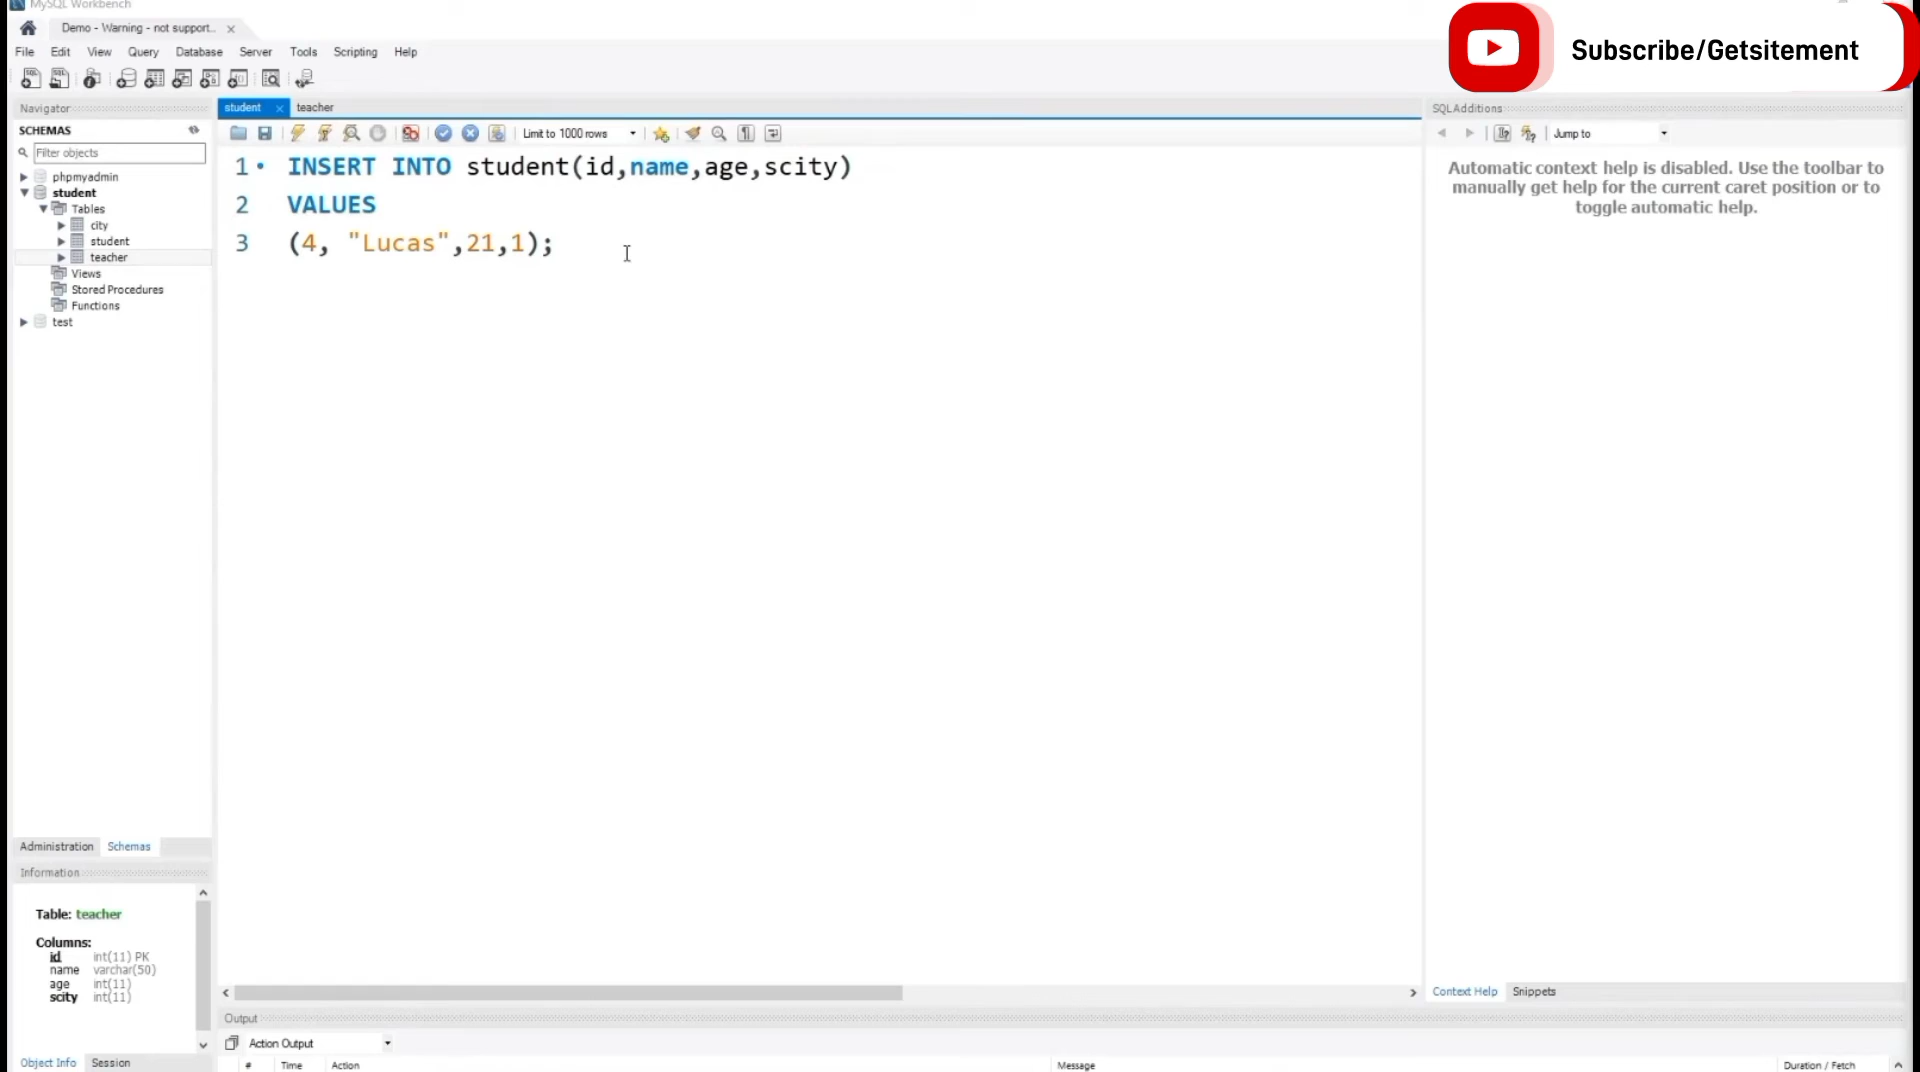 MySQL Workbench
Demo - Warning - not support...
File Edit View Query Database Server Tools Scripting Help
Subscribe/Getsitement
Navigator
SCHEMAS
Filter objects
phpmyadmin
student
Tables
city
student
teacher
Views
Stored Procedures
Functions
test
student teacher
Limit to 1000 rows
1 INSERT INTO student(id,name,age,scity)
2 VALUES
3 (4, "Lucas",21,1);
SQLAdditions
Jump to
Automatic context help is disabled. Use the toolbar to
manually get help for the current caret position or to
toggle automatic help.
Administration Schemas
Information
Table: teacher
Columns:
id int(11) PK
name varchar(50)
age int(11)
scity int(11)
Object Info Session
Context Help Snippets
Output
Action Output
# Time Action Message Duration / Fetch